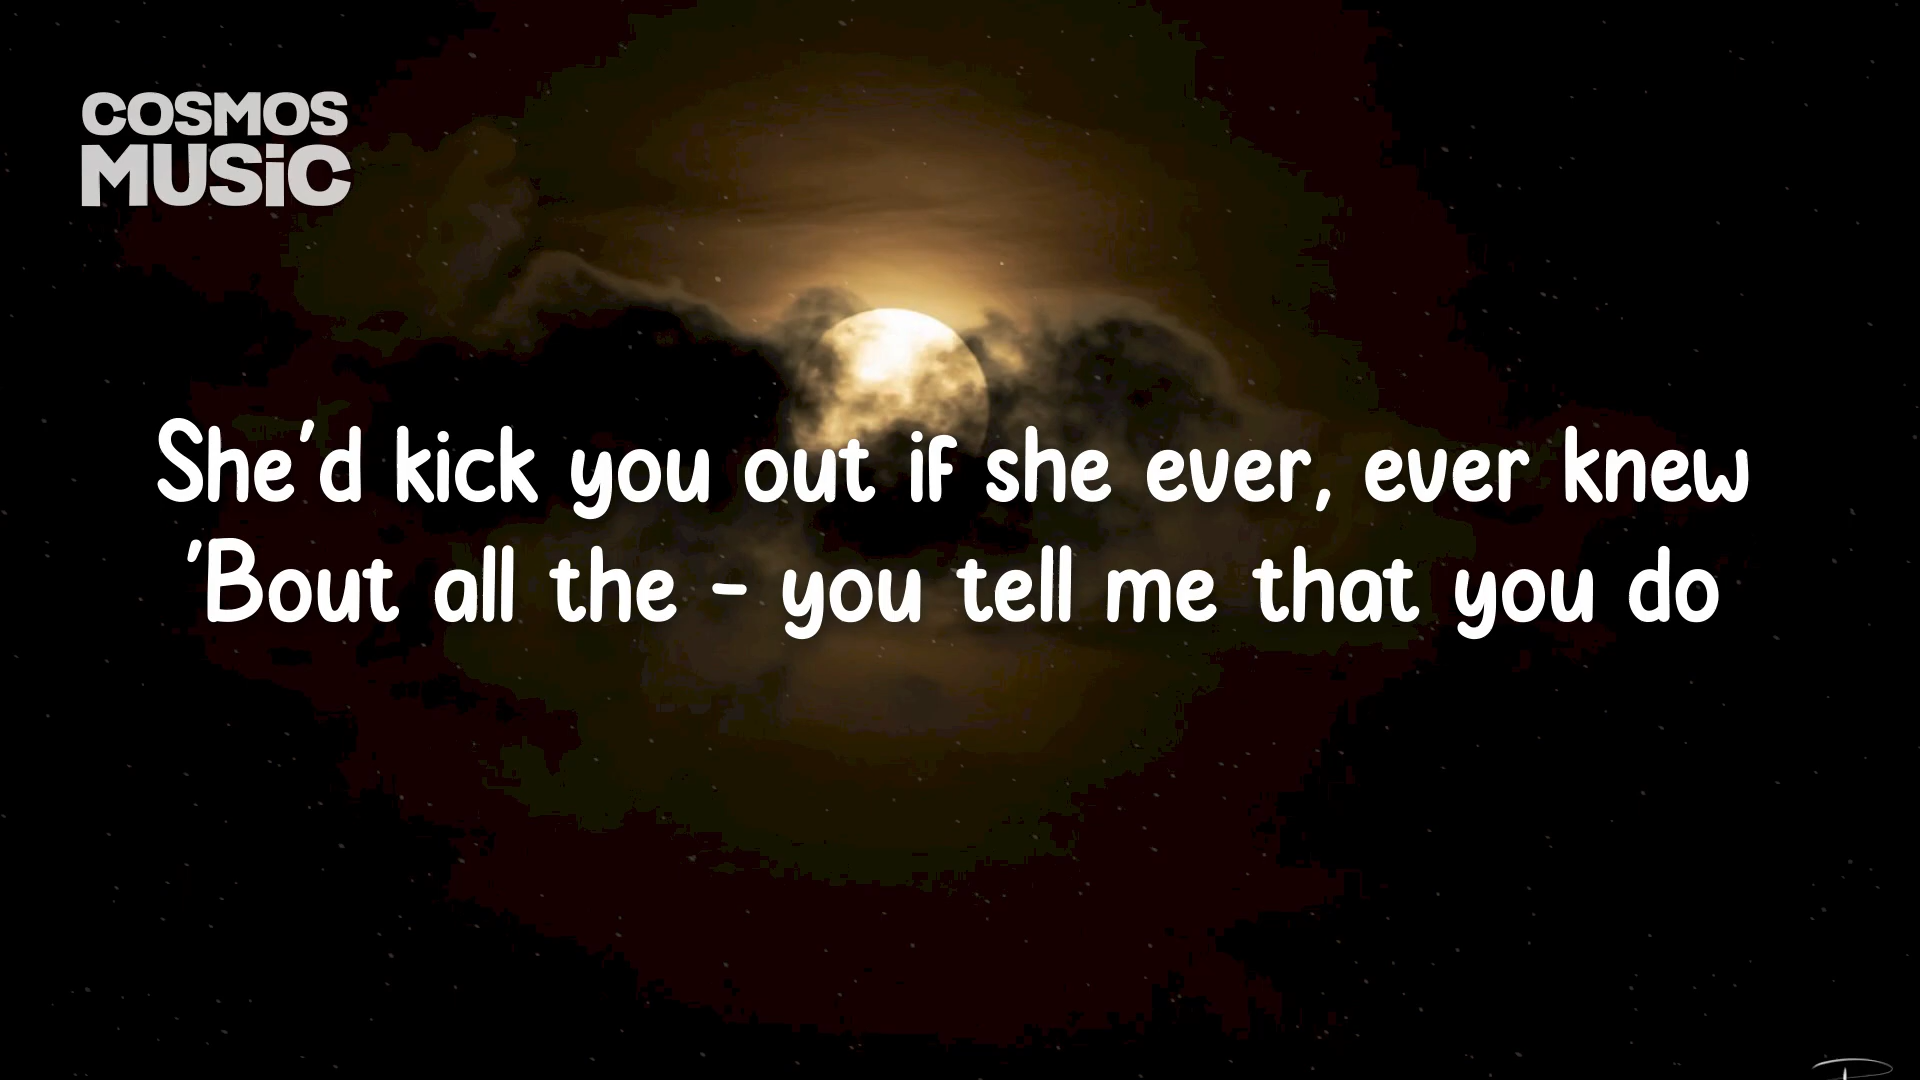 COSMOS
MUSiC
She'd kick you out if she ever, ever knew
'Bout all the - you tell me that you do